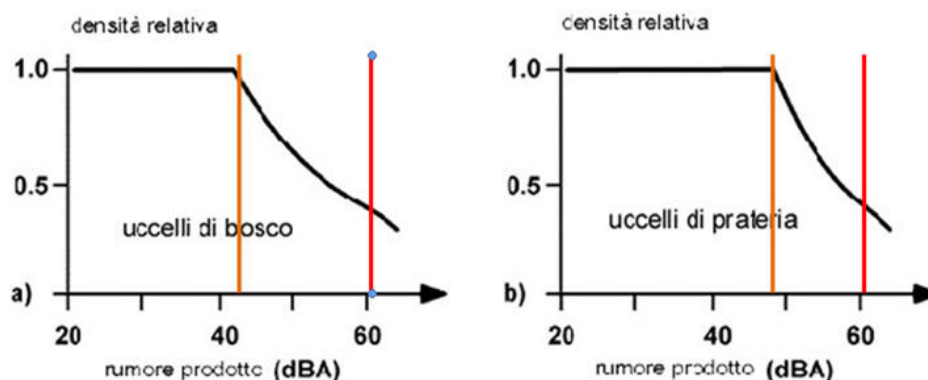 densità relativa
1.0
0.5
uccelli di bosco
a)
20
40
60
rumore prodotto (dBA)
densità relativa
1.0
0.5
uccelli di prateria
b)
20
40
60
rumore prodotto (dBA)